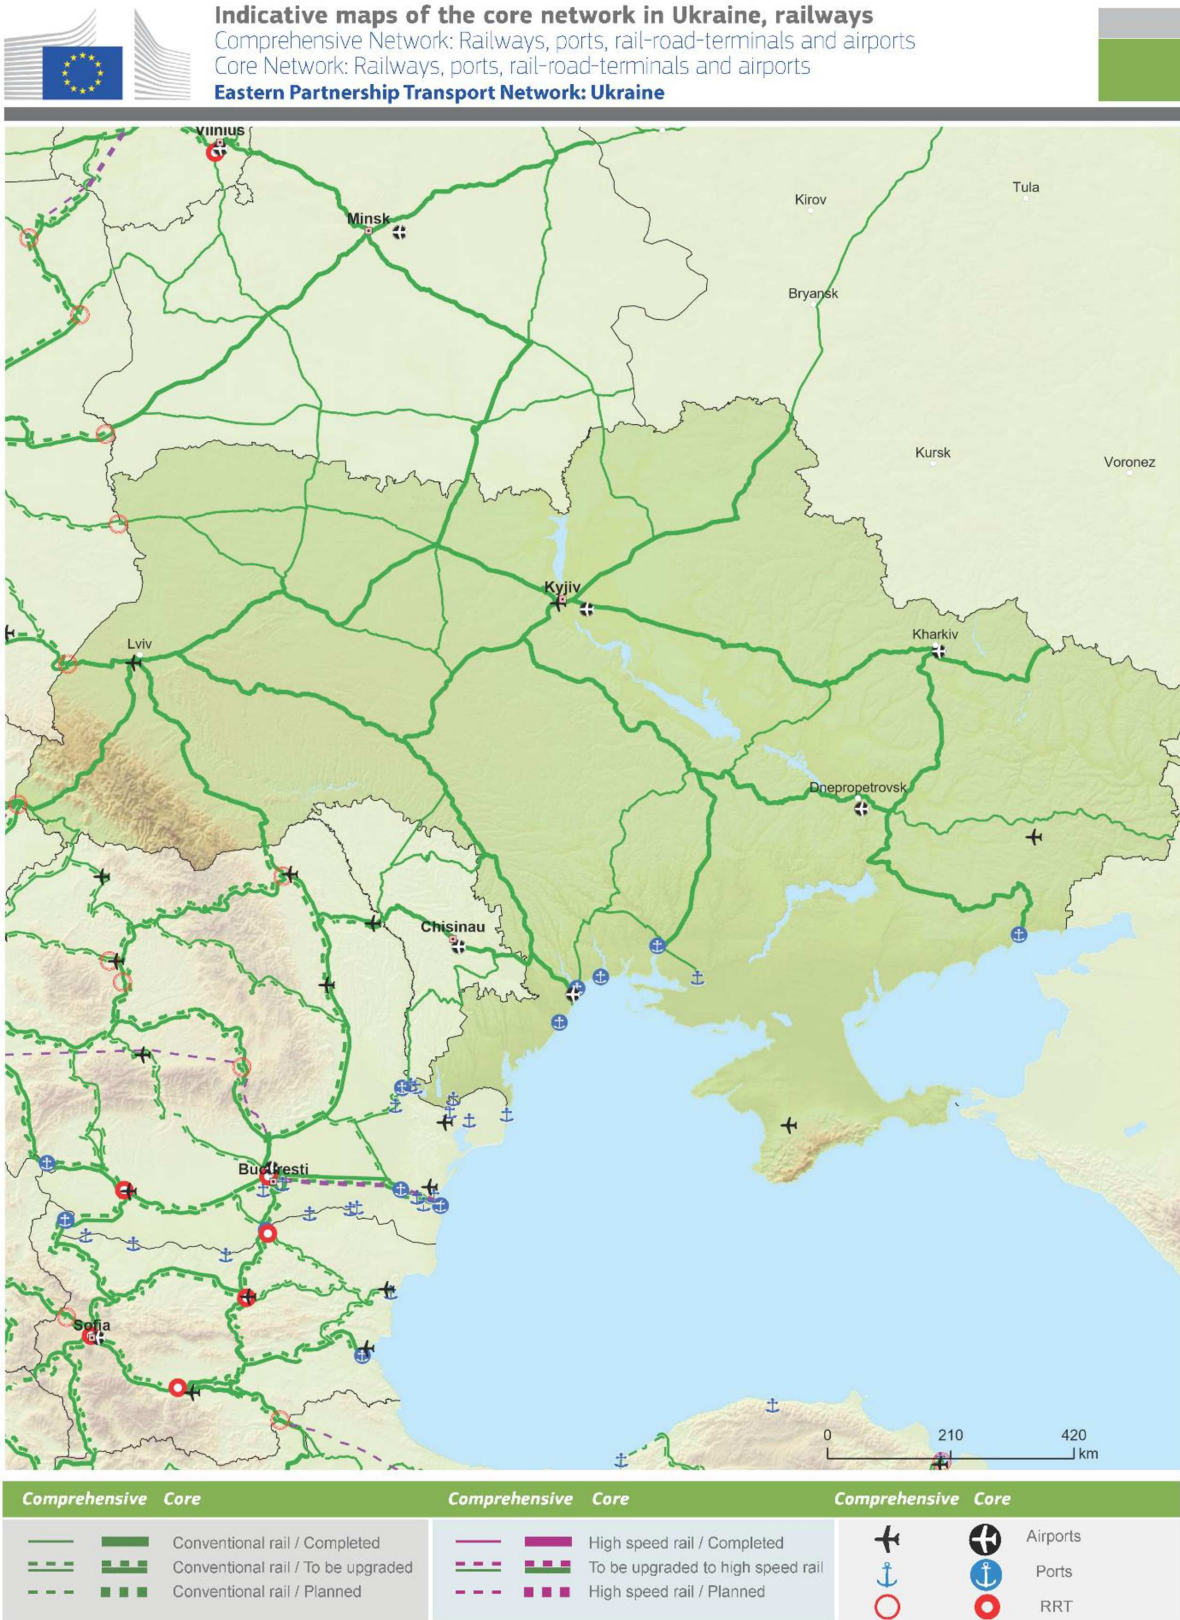 Indicative maps of the core network in Ukraine, railways
Comprehensive Network: Railways, ports, rail-road-terminals and airports
Core Network: Railways, ports, rail-road-terminals and airports
Eastern Partnership Transport Network: Ukraine
Vilnius
Tula
Kirov
Minsk
Bryansk
Kursk
Voronez
Kyjiv
Kharkiv
Lviv
Dnepropetrovsk
Chisinau
Bucuresti
Sofia
0 210 420
km
Comprehensive Core Comprehensive Core Comprehensive Core
Conventional rail / Completed High speed rail / Completed Airports
Conventional rail / To be upgraded To be upgraded to high speed rail Ports
Conventional rail / Planned High speed rail / Planned RRT